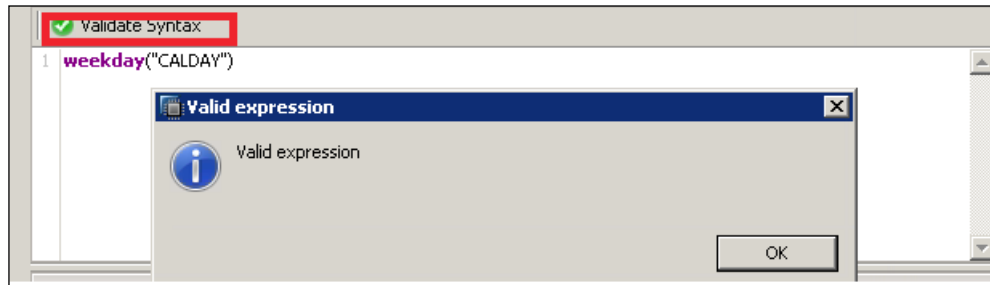 Validate Syntax
1 weekday("CALDAY")
Valid expression
Valid expression
OK